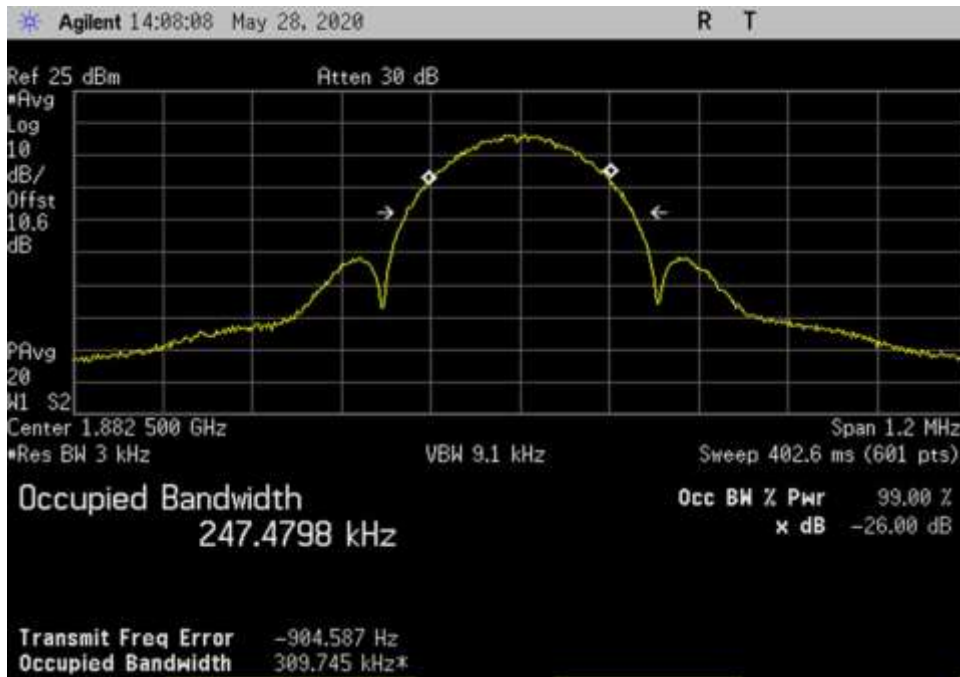 Agilent 14:08:08 May 28, 2020 R T
Ref 25 dBm Atten 30 dB
*Avg
Log
10
dB/
Offst
10.6
dB
PAvg
20
W1 S2
Center 1.882 500 GHz Span 1.2 MHz
*Res BW 3 kHz VBW 9.1 kHz Sweep 402.6 ms (601 pts)
Occupied Bandwidth Occ BW % Pwr 99.00 %
247.4798 kHz x dB -26.00 dB
Transmit Freq Error -904.587 Hz
Occupied Bandwidth 309.745 kHz*